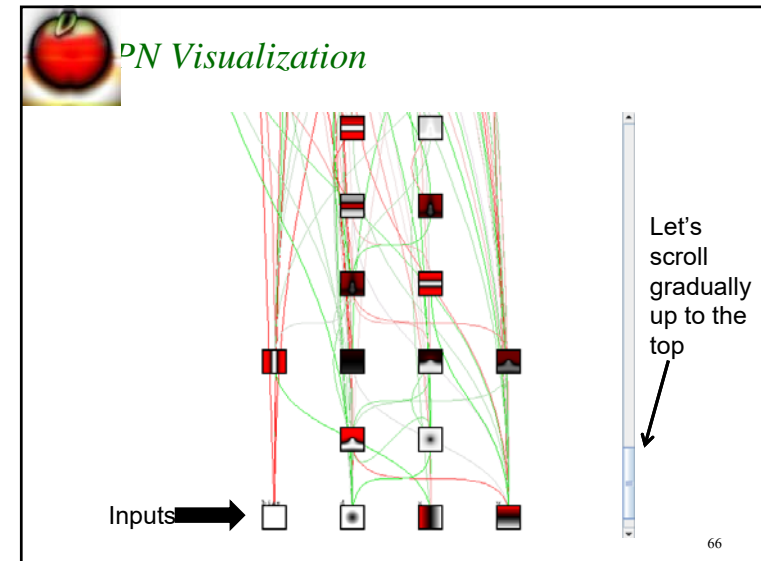 PN Visualization
Let's
scroll
gradually
up to the
top
Inputs
66